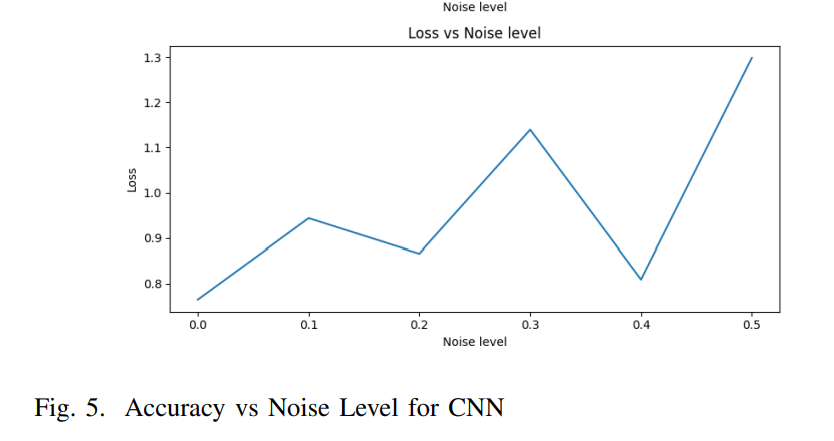 Noise level
Loss vs Noise level
1.3
1.2
1.1
1.0
0.9
0.8
Loss
0.0 0.1 0.2 0.3 0.4 0.5
Noise level
Fig. 5. Accuracy vs Noise Level for CNN